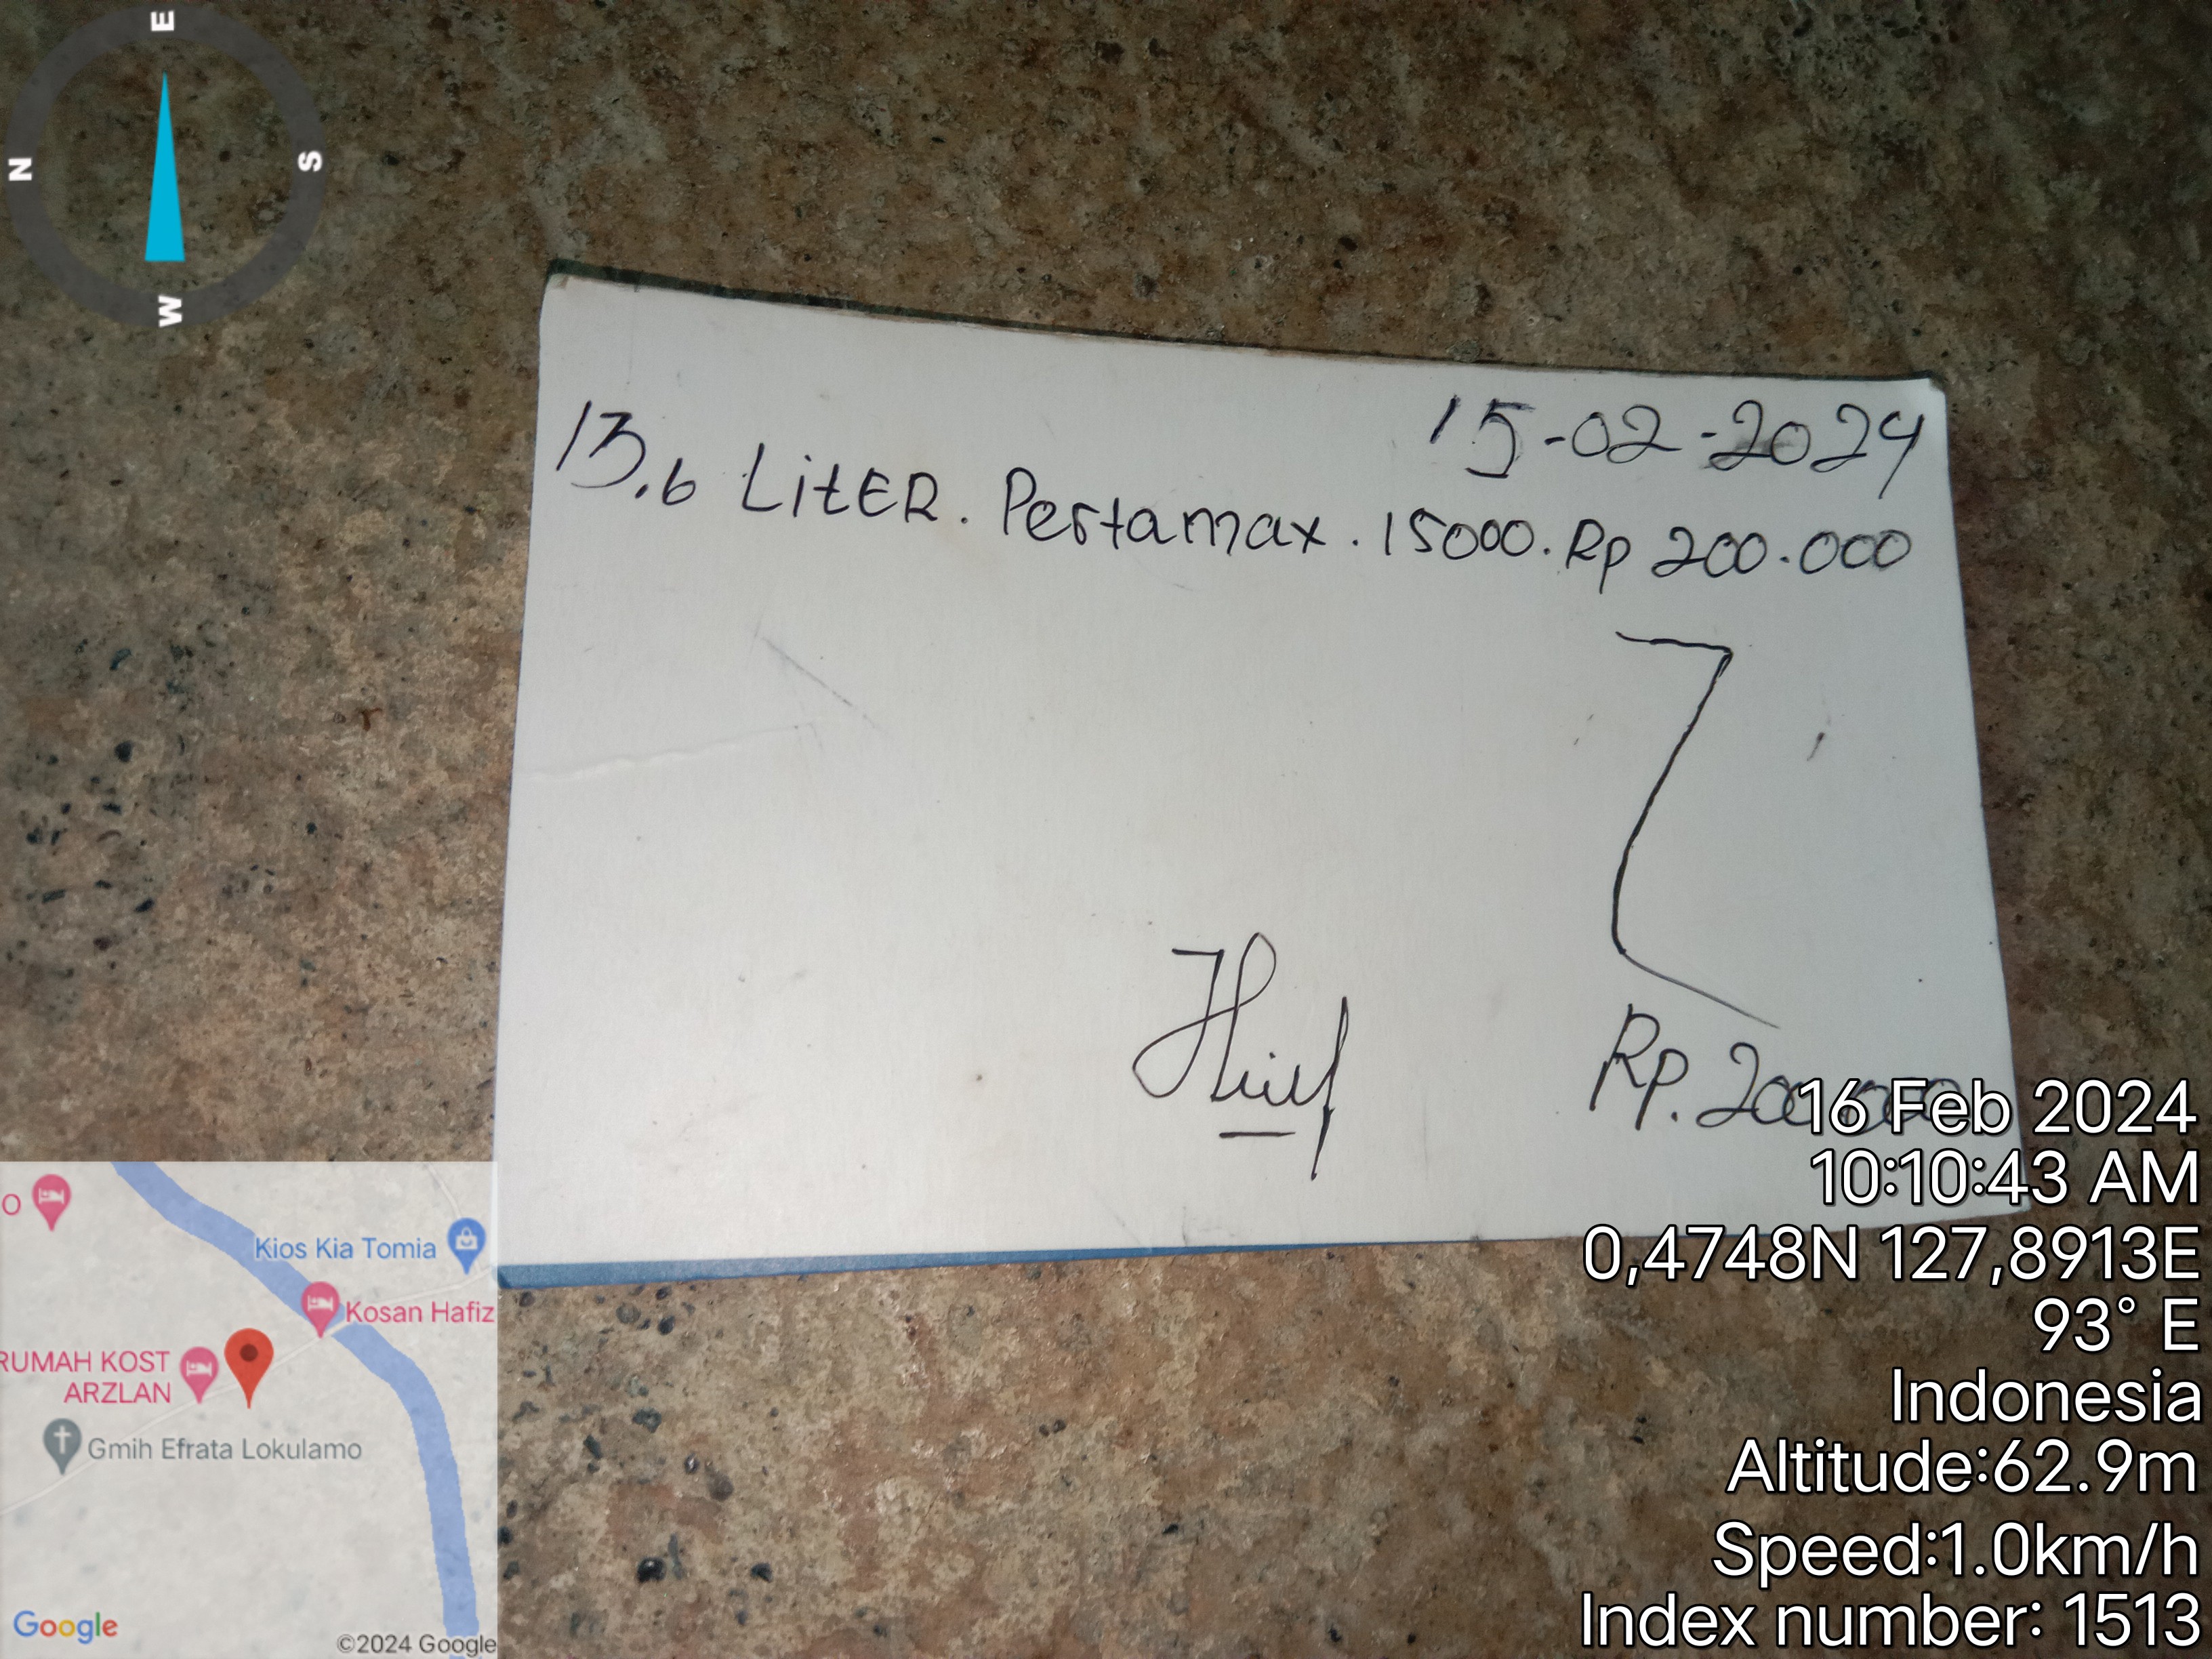 E
N
S
W
15-02-2024
13.6 LitER. Pertamax. 15000. Rp 200.000
Rp. 200.000
16 Feb 2024
10:10:43 AM
0,4748N 127,8913E
93° E
Indonesia
Altitude:62.9m
Speed:1.0km/h
Index number: 1513
O
Kios Kia Tomia
Kosan Hafiz
RUMAH KOST
ARZLAN
Gmih Efrata Lokulamo
Google
©2024 Google